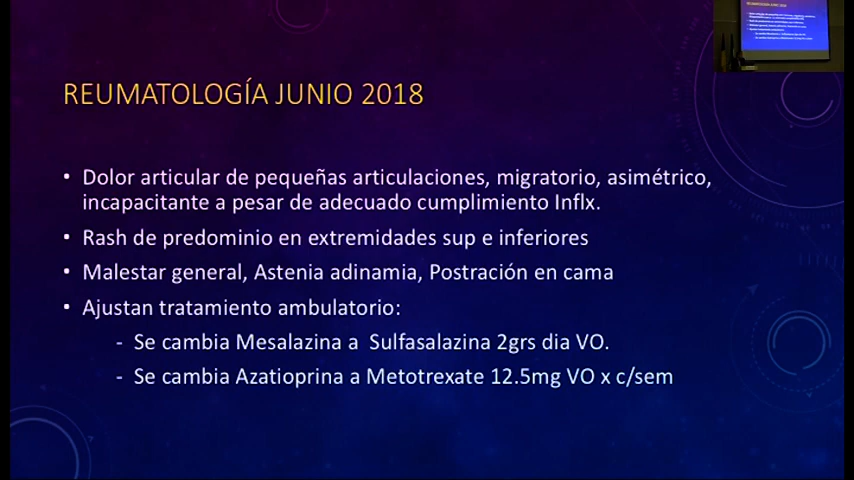 REUMATOLOGÍA JUNIO 2018
• Dolor articular de pequeñas articulaciones, migratorio, asimétrico,
incapacitante a pesar de adecuado cumplimiento Inflx.
• Rash de predominio en extremidades sup e inferiores
• Malestar general, Astenia adinamia, Postración en cama
• Ajustan tratamiento ambulatorio:
- Se cambia Mesalazina a Sulfasalazina 2grs dia VO.
- Se cambia Azatioprina a Metotrexate 12.5mg VO x c/sem